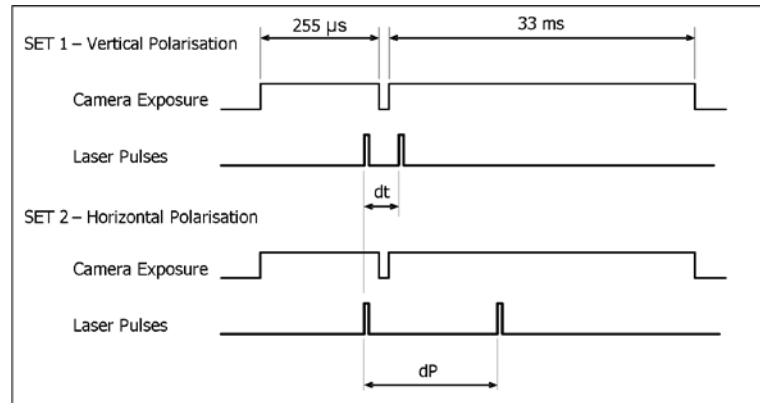 255 µs
33 ms
SET 1 – Vertical Polarisation
Camera Exposure
Laser Pulses
dt
SET 2 – Horizontal Polarisation
Camera Exposure
Laser Pulses
dP